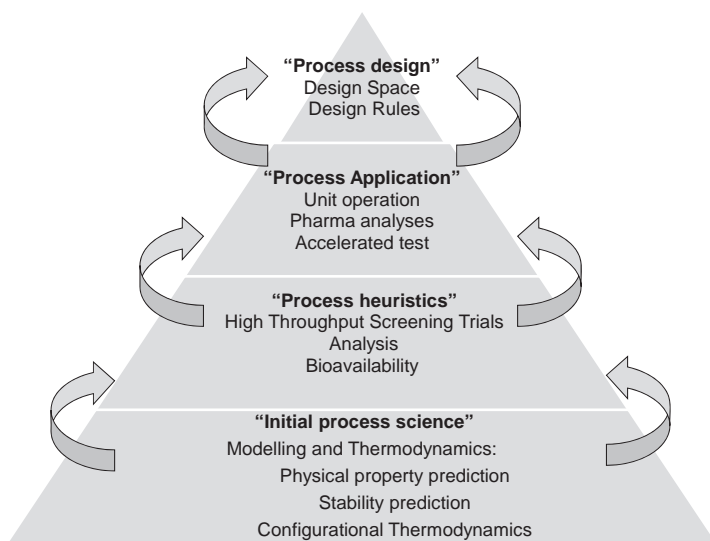 “Process design”
Design Space
Design Rules
“Process Application”
Unit operation
Pharma analyses
Accelerated test
“Process heuristics”
High Throughput Screening Trials
Analysis
Bioavailability
“Initial process science”
Modelling and Thermodynamics:
Physical property prediction
Stability prediction
Configurational Thermodynamics